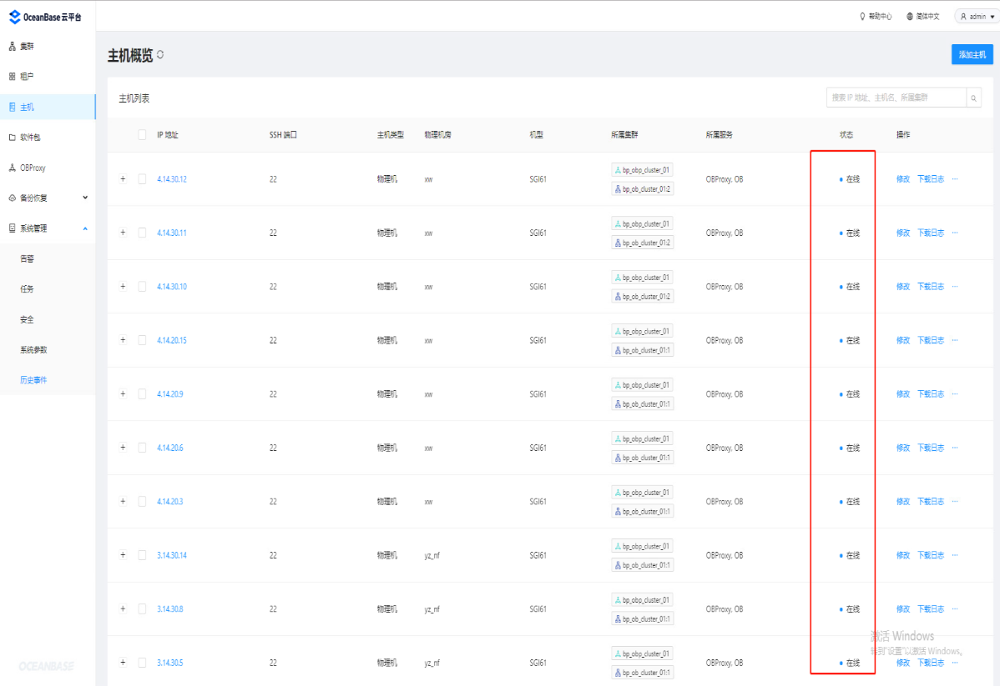 OceanBase 云平台
帮助中心 简体中文 admin
集群
租户
主机
软件包
OBProxy
备份恢复
系统管理
告警
任务
安全
系统参数
历史事件
OCEANBASE
主机概览
添加主机
主机列表
搜索 IP 地址、主机名、所属集群
IP 地址 SSH 端口 主机类型 物理机房 机型 所属集群 所属服务 状态 操作
+ 4.14.30.12 22 物理机 xw SGI61 bp_obp_cluster_01 bp_ob_cluster_01:2 OBProxy, OB 在线 修改 下载日志 ···
+ 4.14.30.11 22 物理机 xw SGI61 bp_obp_cluster_01 bp_ob_cluster_01:2 OBProxy, OB 在线 修改 下载日志 ···
+ 4.14.30.10 22 物理机 xw SGI61 bp_obp_cluster_01 bp_ob_cluster_01:2 OBProxy, OB 在线 修改 下载日志 ···
+ 4.14.20.15 22 物理机 xw SGI61 bp_obp_cluster_01 bp_ob_cluster_01:1 OBProxy, OB 在线 修改 下载日志 ···
+ 4.14.20.9 22 物理机 xw SGI61 bp_obp_cluster_01 bp_ob_cluster_01:1 OBProxy, OB 在线 修改 下载日志 ···
+ 4.14.20.6 22 物理机 xw SGI61 bp_obp_cluster_01 bp_ob_cluster_01:1 OBProxy, OB 在线 修改 下载日志 ···
+ 4.14.20.3 22 物理机 xw SGI61 bp_obp_cluster_01 bp_ob_cluster_01:1 OBProxy, OB 在线 修改 下载日志 ···
+ 3.14.30.14 22 物理机 yz_nf SGI61 bp_obp_cluster_01 bp_ob_cluster_01:1 OBProxy, OB 在线 修改 下载日志 ···
+ 3.14.30.8 22 物理机 yz_nf SGI61 bp_obp_cluster_01 bp_ob_cluster_01:1 OBProxy, OB 在线 修改 下载日志 ···
+ 3.14.30.5 22 物理机 yz_nf SGI61 bp_obp_cluster_01 bp_ob_cluster_01:1 OBProxy, OB 在线 修改 下载日志 ···
激活 Windows
转到"设置"以激活 Windows。